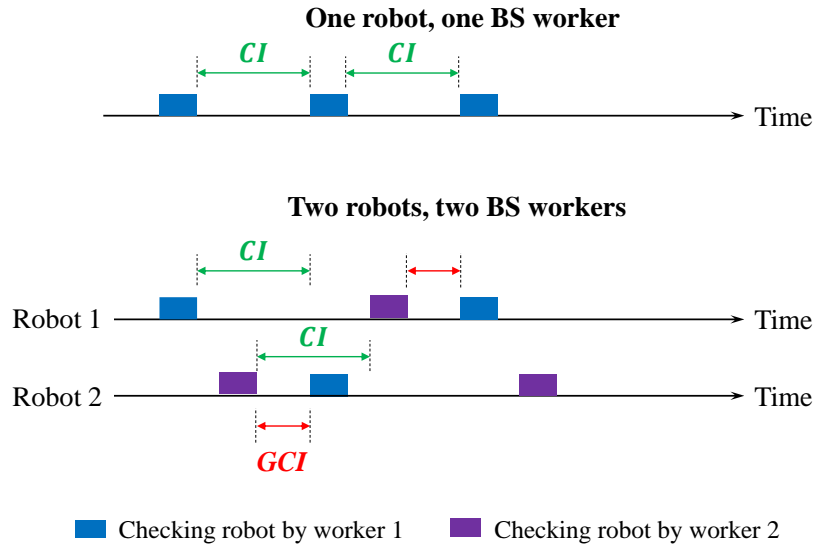 One robot, one BS worker
CI
CI
Time
Two robots, two BS workers
CI
Robot 1
Time
CI
Robot 2
Time
GCI
Checking robot by worker 1
Checking robot by worker 2